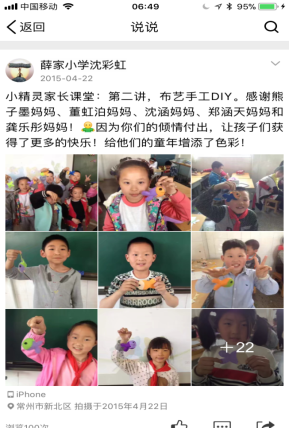 中国移动 06:49 95%
返回 说说
薛家小学沈彩虹
2015-04-22
小精灵家长课堂：第二讲，布艺手工DIY。感谢熊
子墨妈妈、董虹泊妈妈、沈涵妈妈、郑涵天妈妈和
龚乐彤妈妈！因为你们的倾情付出，让孩子们获
得了更多的快乐！给他们的童年增添了色彩！
+22
iPhone
常州市新北区 拍摄于2015年4月22日
浏览100次